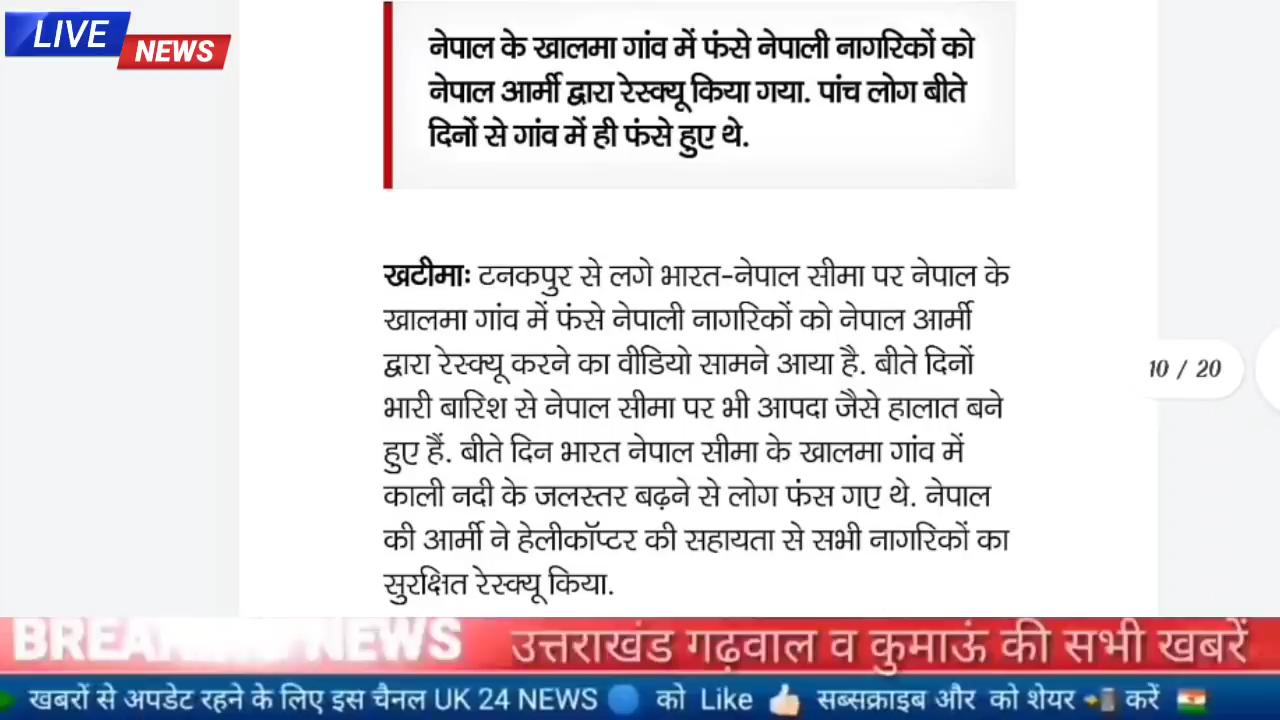 LIVE
NEWS
नेपाल के खालमा गांव में फंसे नेपाली नागरिकों को
नेपाल आर्मी द्वारा रेस्क्यू किया गया. पांच लोग बीते
दिनों से गांव में ही फंसे हुए थे.
खटीमाः टनकपुर से लगे भारत-नेपाल सीमा पर नेपाल के
खालमा गांव में फंसे नेपाली नागरिकों को नेपाल आर्मी
द्वारा रेस्क्यू करने का वीडियो सामने आया है. बीते दिनों
भारी बारिश से नेपाल सीमा पर भी आपदा जैसे हालात बने
हुए हैं. बीते दिन भारत नेपाल सीमा के खालमा गांव में
काली नदी के जलस्तर बढ़ने से लोग फंस गए थे. नेपाल
की आर्मी ने हेलीकॉप्टर की सहायता से सभी नागरिकों का
सुरक्षित रेस्क्यू किया.
10 / 20
BREAKING NEWS उत्तराखंड गढ़वाल व कुमाऊं की सभी खबरें
खबरों से अपडेट रहने के लिए इस चैनल UK 24 NEWS 🔵 को Like 👍🏻 सब्सक्राइब और को शेयर 📲 करें 🇮🇳